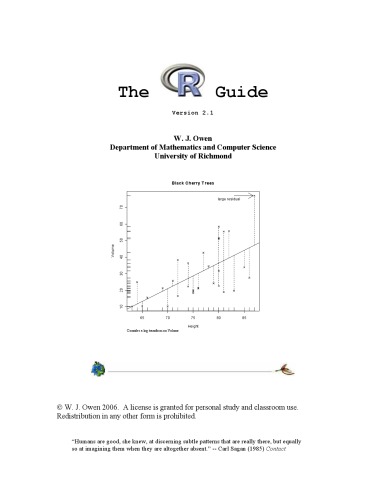 The R Guide
Version 2.1
W. J. Owen
Department of Mathematics and Computer Science
University of Richmond
Black Cherry Trees
large residual
Volume
10 20 30 40 50 60 70
65 70 75 80 85
Height
Consider a log transform on Volume
© W. J. Owen 2006. A license is granted for personal study and classroom use.
Redistribution in any other form is prohibited.
“Humans are good, she knew, at discerning subtle patterns that are really there, but equally
so at imagining them when they are altogether absent.” -- Carl Sagan (1985) Contact